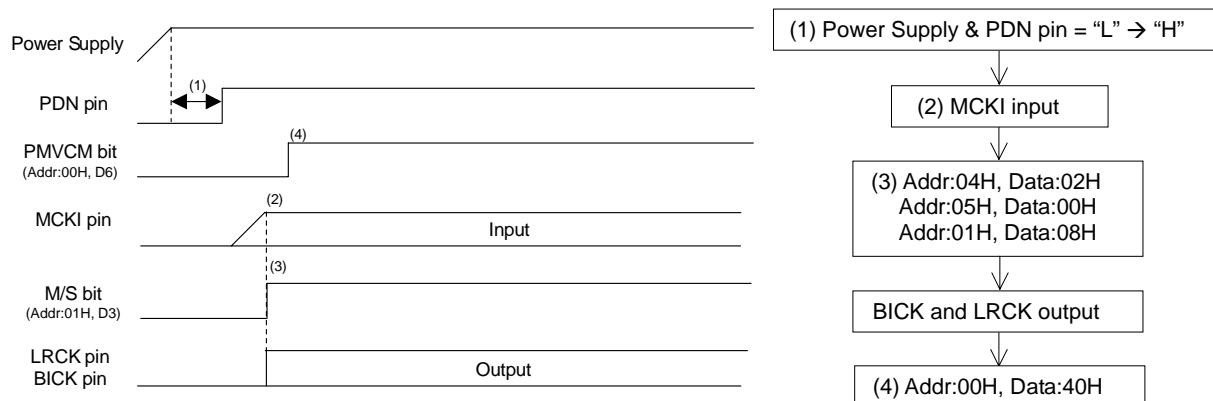 Power Supply
(1)
PDN pin
(4)
PMVCM bit
(Addr:00H, D6)
(2)
MCKI pin
Input
(3)
M/S bit
(Addr:01H, D3)
LRCK pin
BICK pin
Output
(1) Power Supply & PDN pin = “L” → “H”
(2) MCKI input
(3) Addr:04H, Data:02H
Addr:05H, Data:00H
Addr:01H, Data:08H
BICK and LRCK output
(4) Addr:00H, Data:40H